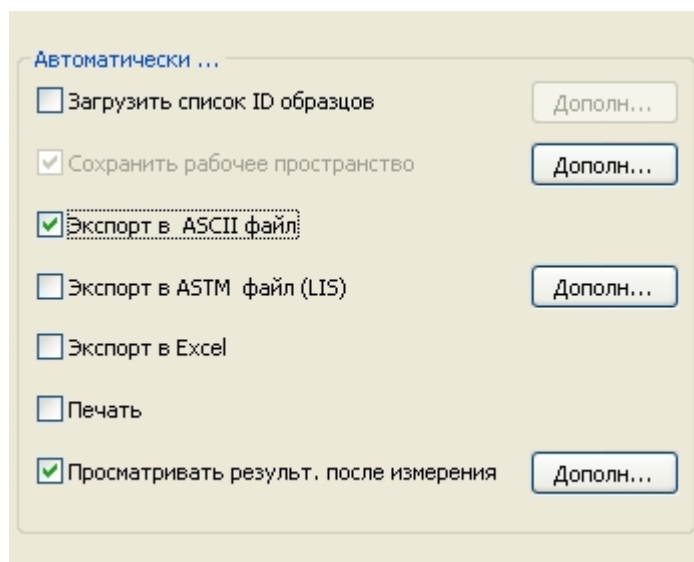 Автоматически ...
Загрузить список ID образцов Дополн...
Сохранить рабочее пространство Дополн...
Экспорт в ASCII файл
Экспорт в ASTM файл (LIS) Дополн...
Экспорт в Excel
Печать
Просматривать результ. после измерения Дополн...